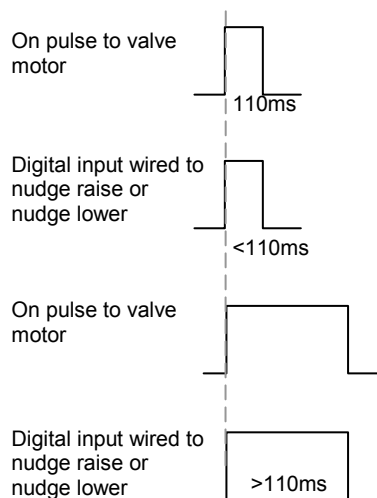 On pulse to valve
motor
110ms
Digital input wired to
nudge raise or
nudge lower
<110ms
On pulse to valve
motor
Digital input wired to
nudge raise or
nudge lower
>110ms